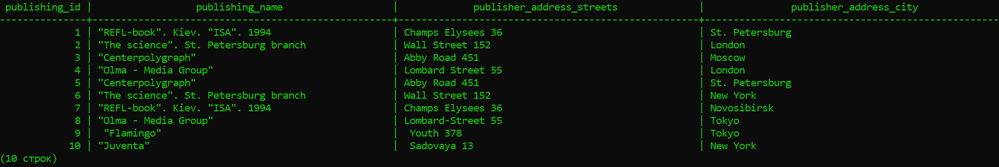 publishing_id | publishing_name | publisher_address_streets | publisher_address_city
---------------+----------------------------------------------------+----------------------------------------------------+---------------------------------------------------
1 | "REFL-book". Kiev. "ISA". 1994 | Champs Elysees 36 | St. Petersburg
2 | "The science". St. Petersburg branch | Wall Street 152 | London
3 | "Centerpolygraph" | Abby Road 451 | Moscow
4 | "Olma - Media Group" | Lombard Street 55 | London
5 | "Centerpolygraph" | Abby Road 451 | St. Petersburg
6 | "The science". St. Petersburg branch | Wall Street 152 | New York
7 | "REFL-book". Kiev. "ISA". 1994 | Champs Elysees 36 | Novosibirsk
8 | "Olma - Media Group" | Lombard-Street 55 | Tokyo
9 | "Flamingo" | Youth 378 | Tokyo
10 | "Juventa" | Sadovaya 13 | New York
(10 строк)